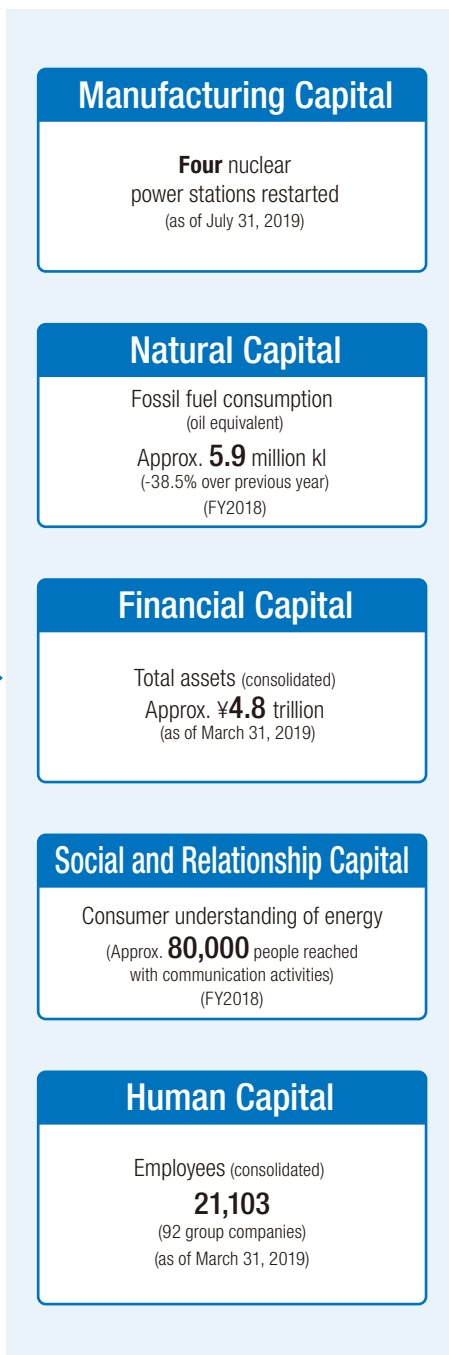 Manufacturing Capital
Four nuclear
power stations restarted
(as of July 31, 2019)
Natural Capital
Fossil fuel consumption
(oil equivalent)
Approx. 5.9 million kl
(-38.5% over previous year)
(FY2018)
Financial Capital
Total assets (consolidated)
Approx. ¥4.8 trillion
(as of March 31, 2019)
Social and Relationship Capital
Consumer understanding of energy
(Approx. 80,000 people reached
with communication activities)
(FY2018)
Human Capital
Employees (consolidated)
21,103
(92 group companies)
(as of March 31, 2019)